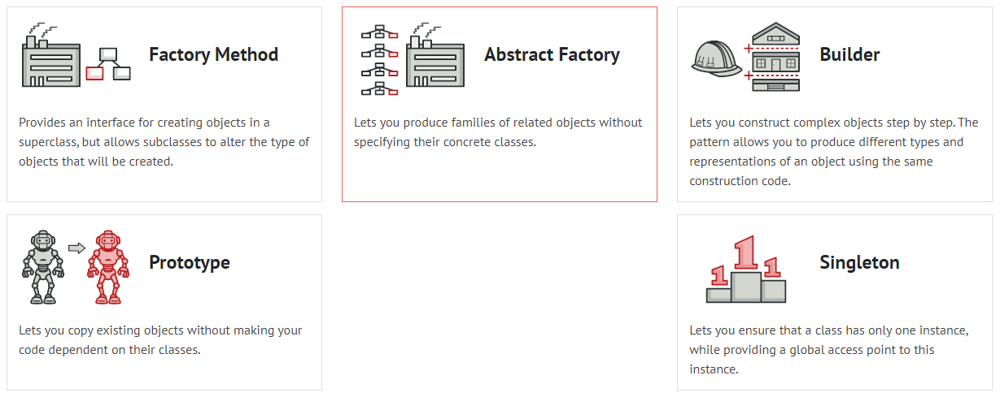 Factory Method
Provides an interface for creating objects in a
superclass, but allows subclasses to alter the type of
objects that will be created.
Abstract Factory
Lets you produce families of related objects without
specifying their concrete classes.
Builder
Lets you construct complex objects step by step. The
pattern allows you to produce different types and
representations of an object using the same
construction code.
Prototype
Lets you copy existing objects without making your
code dependent on their classes.
1 1 1
Singleton
Lets you ensure that a class has only one instance,
while providing a global access point to this
instance.